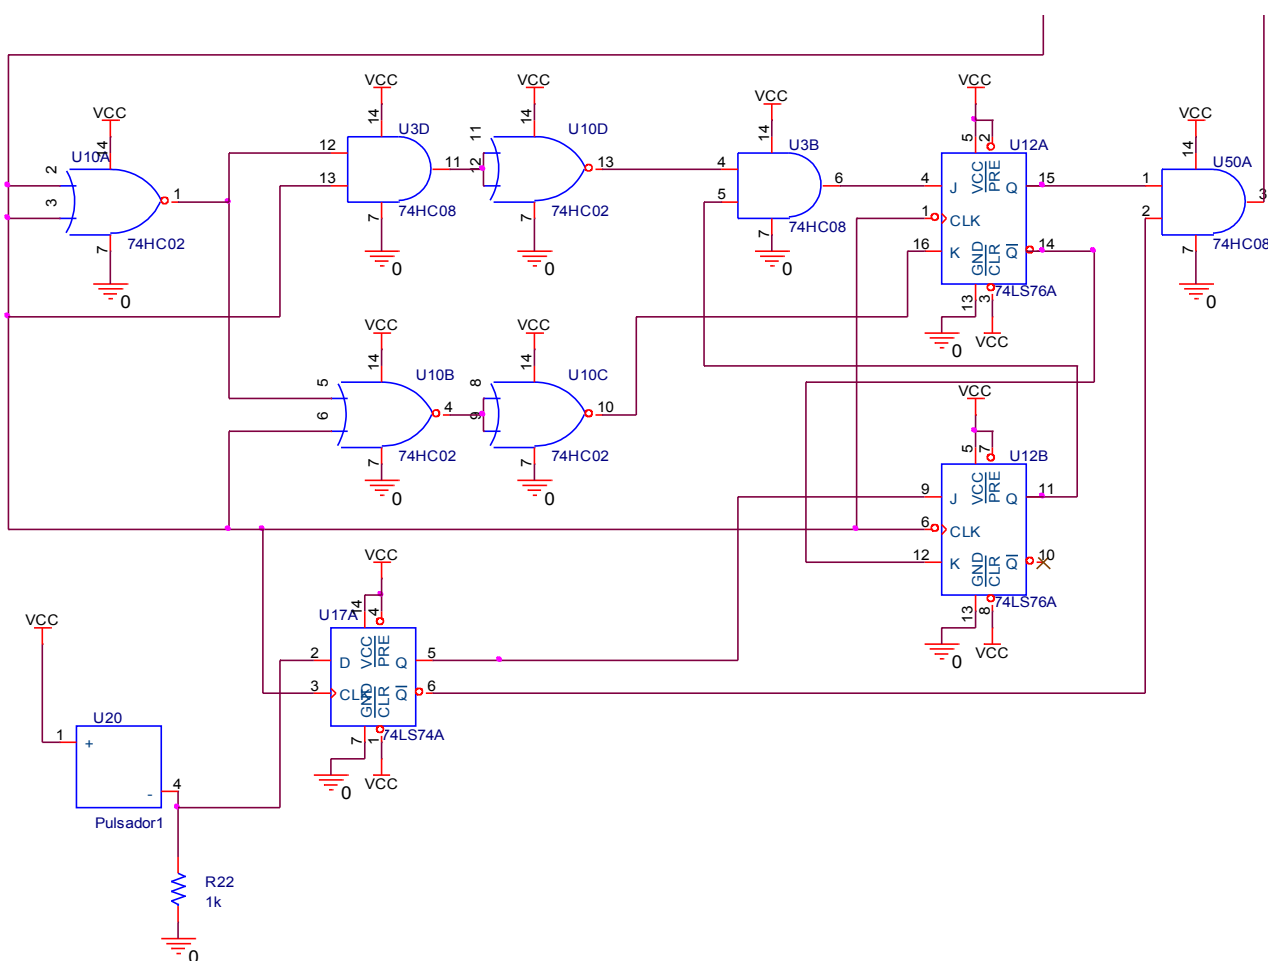 VCC
14
U10A
2
3
1
7
74HC02
0
VCC
14
U3D
12
13
11
7
74HC08
0
VCC
14
U10D
11
12
13
7
74HC02
0
VCC
14
U3B
4
5
6
7
74HC08
0
VCC
5
2
U12A
VCC
PRE
4
J
Q
15
1
CLK
16
K
GND
CLR
Q
14
13
3
74LS76A
0
VCC
VCC
14
U50A
1
2
3
7
74HC08
0
VCC
14
U10B
5
6
4
7
74HC02
0
VCC
14
U10C
8
9
10
7
74HC02
0
VCC
5
7
U12B
VCC
PRE
9
J
Q
11
6
CLK
12
K
GND
CLR
Q
10
13
8
74LS76A
0
VCC
VCC
14
4
U17A
VCC
PRE
2
D
Q
5
3
CLK
GND
CLR
Q
6
7
1
74LS74A
0
VCC
VCC
U20
1
+
4
-
Pulsador1
R22
1k
0